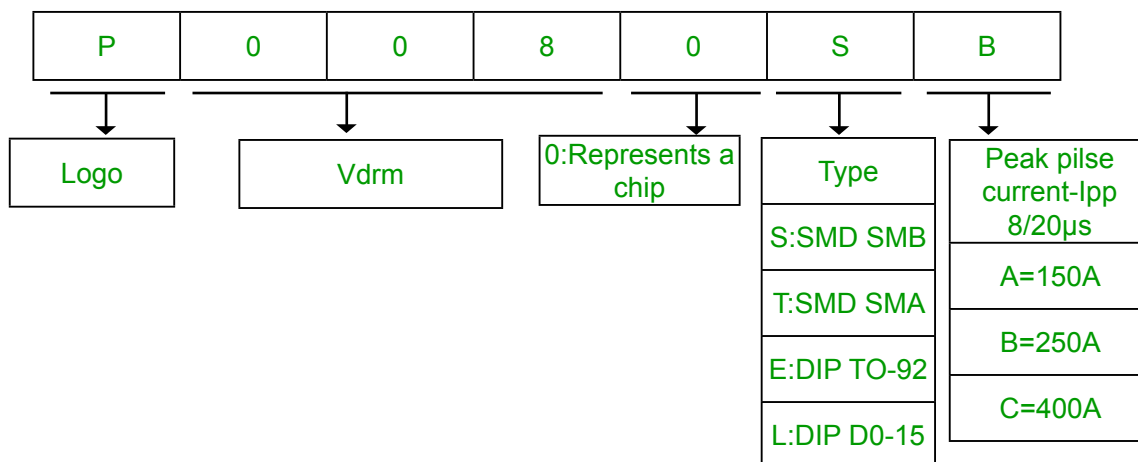 P 0 0 8 0 S B
Logo
Vdrm
0:Represents a
chip
Type
S:SMD SMB
T:SMD SMA
E:DIP TO-92
L:DIP D0-15
Peak pilse
current-Ipp
8/20µs
A=150A
B=250A
C=400A